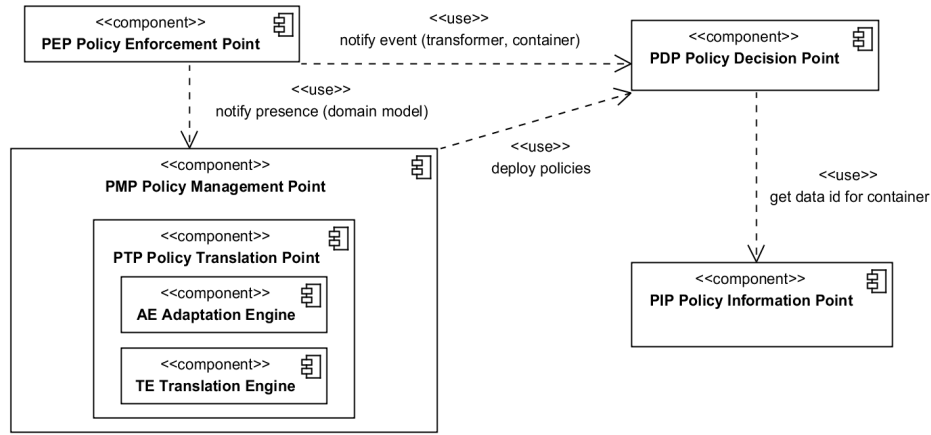 <<component>>
PEP Policy Enforcement Point
<<use>>
notify event (transformer, container)
<<component>>
PDP Policy Decision Point
<<use>>
notify presence (domain model)
<<use>>
deploy policies
<<component>>
PMP Policy Management Point
<<use>>
get data id for container
<<component>>
PTP Policy Translation Point
<<component>>
AE Adaptation Engine
<<component>>
TE Translation Engine
<<component>>
PIP Policy Information Point